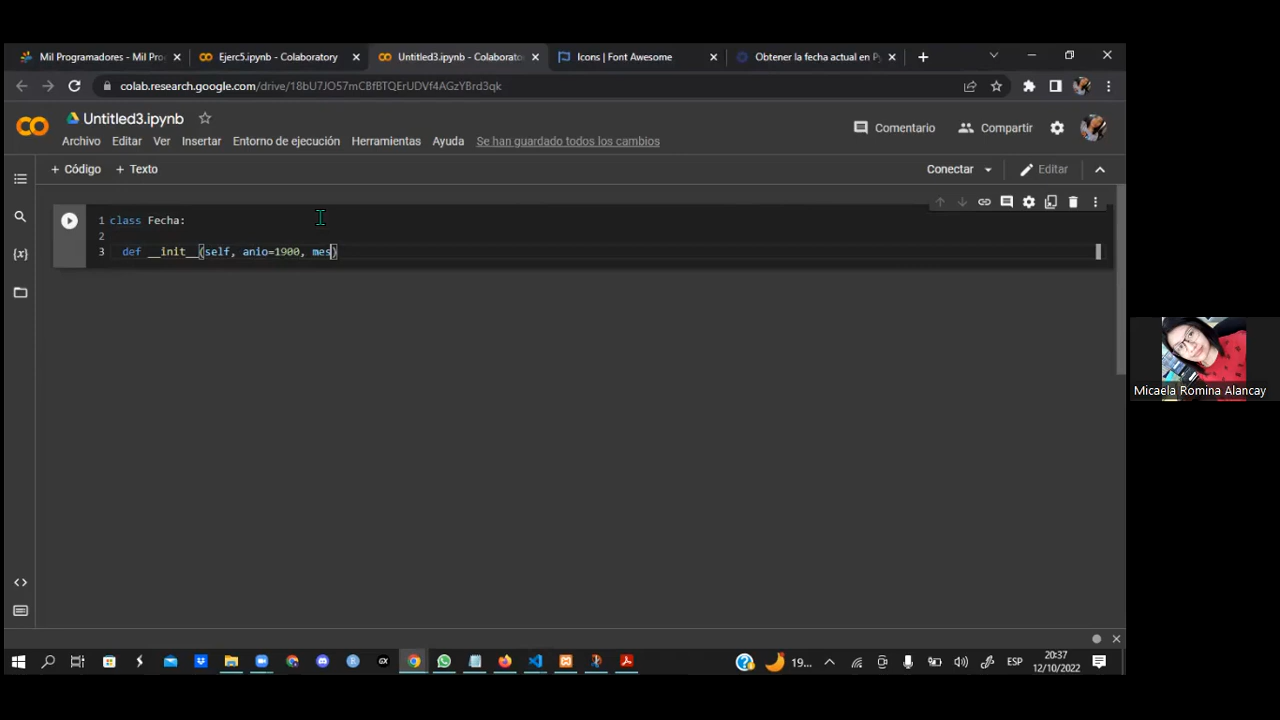 Mil Programadores - Mil Pro
Ejerc5.ipynb - Colaboratory
Untitled3.ipynb - Colaborato
Icons | Font Awesome
Obtener la fecha actual en Py
colab.research.google.com/drive/18bU7JO57mCBfBTQErUDVf4AGzYBrd3qk
Untitled3.ipynb
Comentario
Compartir
Archivo Editar Ver Insertar Entorno de ejecución Herramientas Ayuda Se han guardado todos los cambios
+ Código + Texto
Conectar
Editar
1 class Fecha:
2
3 def __init__(self, anio=1900, mes)
Micaela Romina Alancay
19...
ESP
20:37
12/10/2022